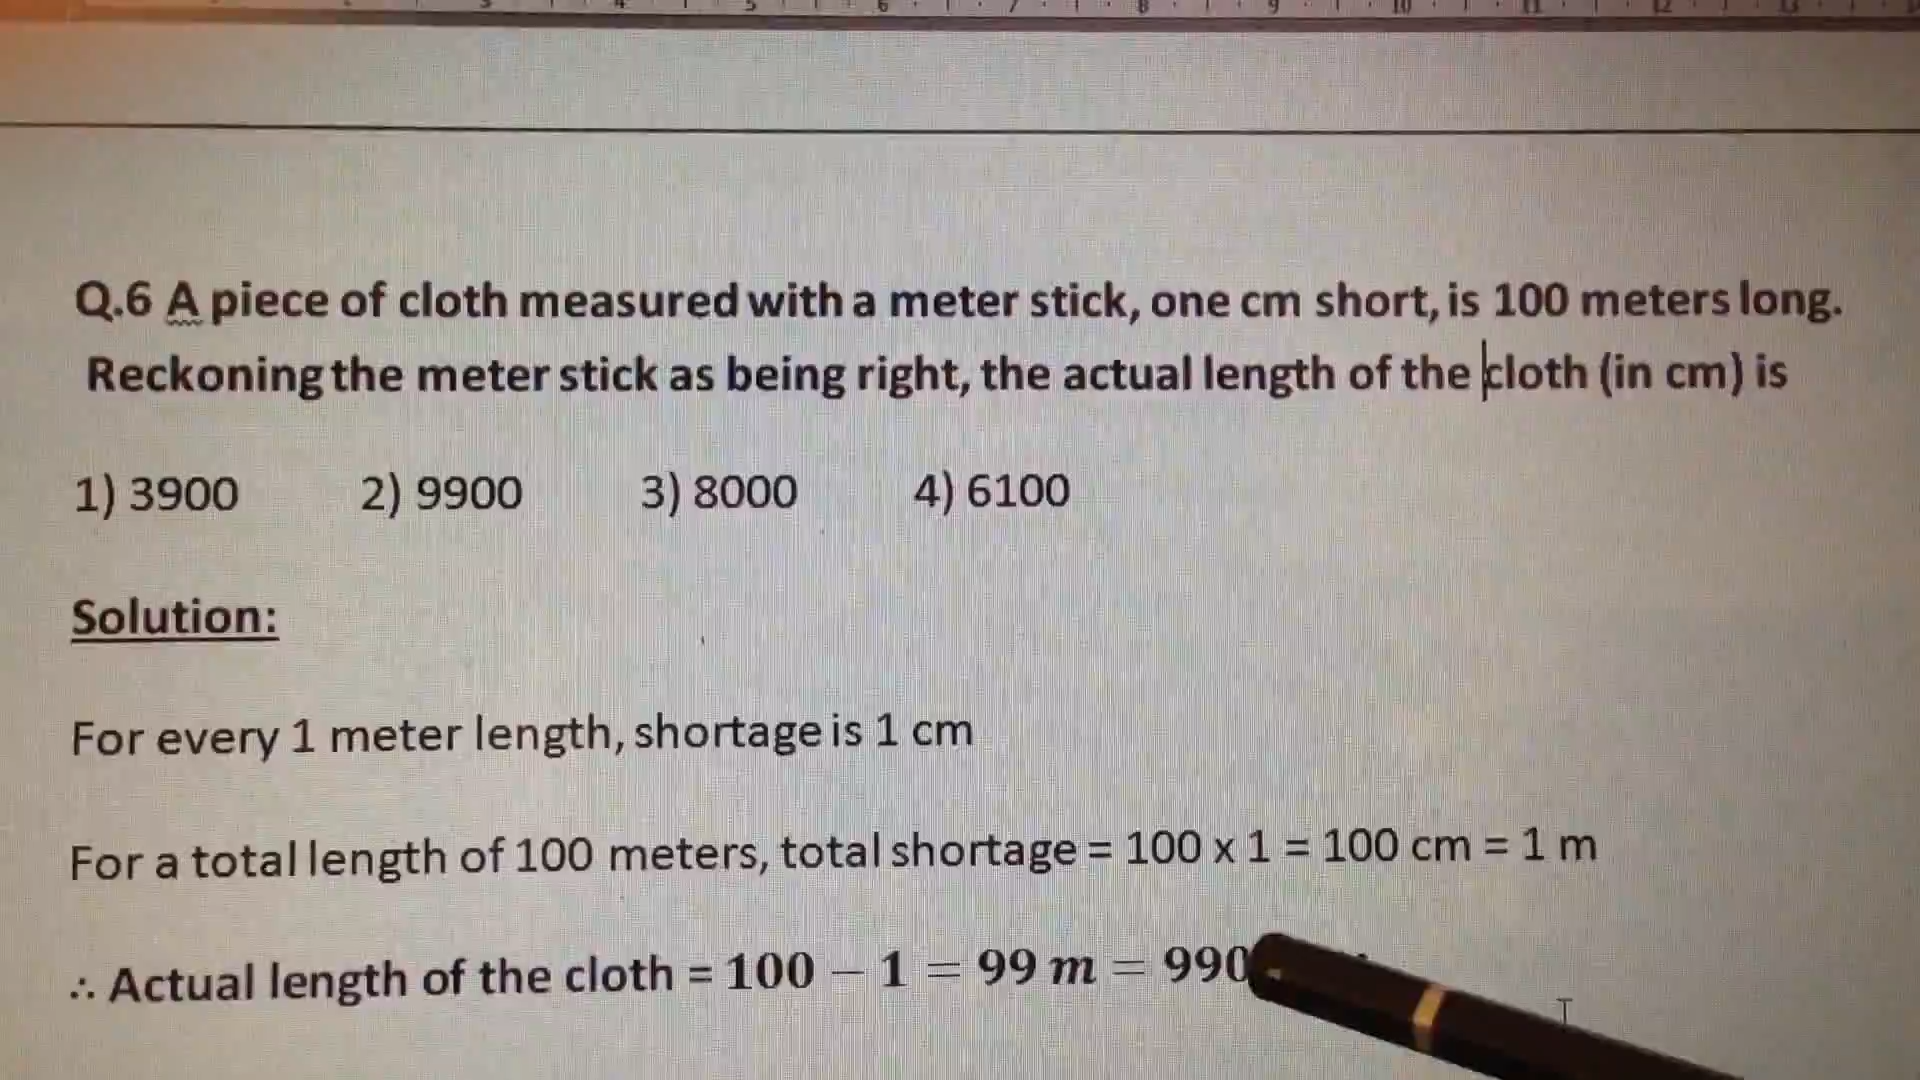 Q.6 A piece of cloth measured with a meter stick, one cm short, is 100 meters long.
Reckoning the meter stick as being right, the actual length of the cloth (in cm) is
1) 3900 2) 9900 3) 8000 4) 6100
Solution:
For every 1 meter length, shortage is 1 cm
For a total length of 100 meters, total shortage = 100 x 1 = 100 cm = 1 m
∴ Actual length of the cloth = 100 – 1 = 99 m =